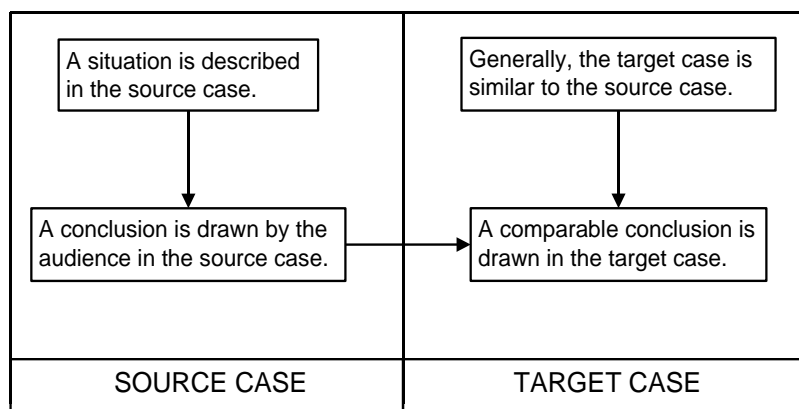 A situation is described
in the source case.
Generally, the target case is
similar to the source case.
A conclusion is drawn by the
audience in the source case.
A comparable conclusion is
drawn in the target case.
SOURCE CASE
TARGET CASE